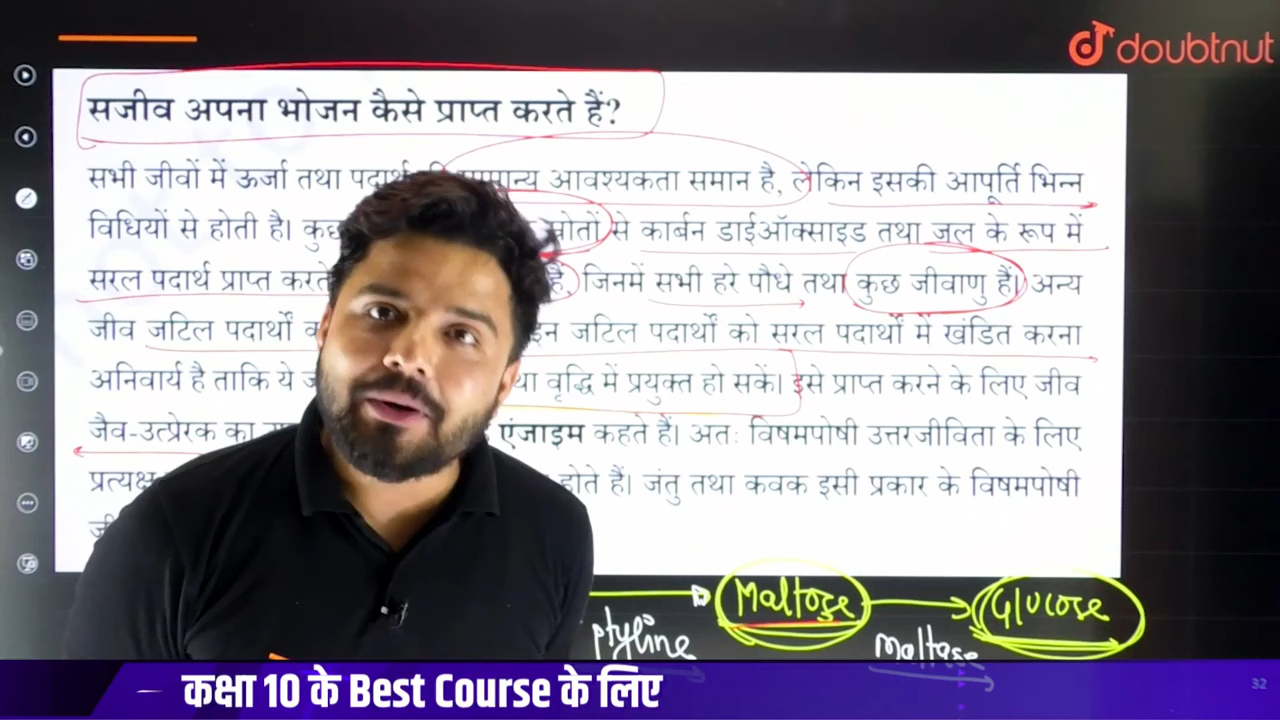 doubtnut
सजीव अपना भोजन कैसे प्राप्त करते हैं?
सभी जीवों में ऊर्जा तथा आवश्यकता समान है, लेकिन इसकी आपूर्ति भिन्न
विधियों से होती है। से कार्बन डाईऑक्साइड तथा जल के रूप में
सरल पदार्थ प्राप्त करते जिनमें सभी हरे पौधे तथा कुछ जीवाणु हैं। अन्य
जीव जटिल पदार्थों इन जटिल पदार्थों को सरल पदार्थों में खंडित करना
अनिवार्य है ताकि ये वृद्धि में प्रयुक्त हो सकें। इसे प्राप्त करने के लिए जीव
जैव-उत्प्रेरक का एंजाइम कहते हैं। अतः विषमपोषी उत्तरजीविता के लिए
होते हैं। जंतु तथा कवक इसी प्रकार के विषमपोषी
Maltose Glucose
ptyline maltase
कक्षा 10 के Best Course के लिए
32